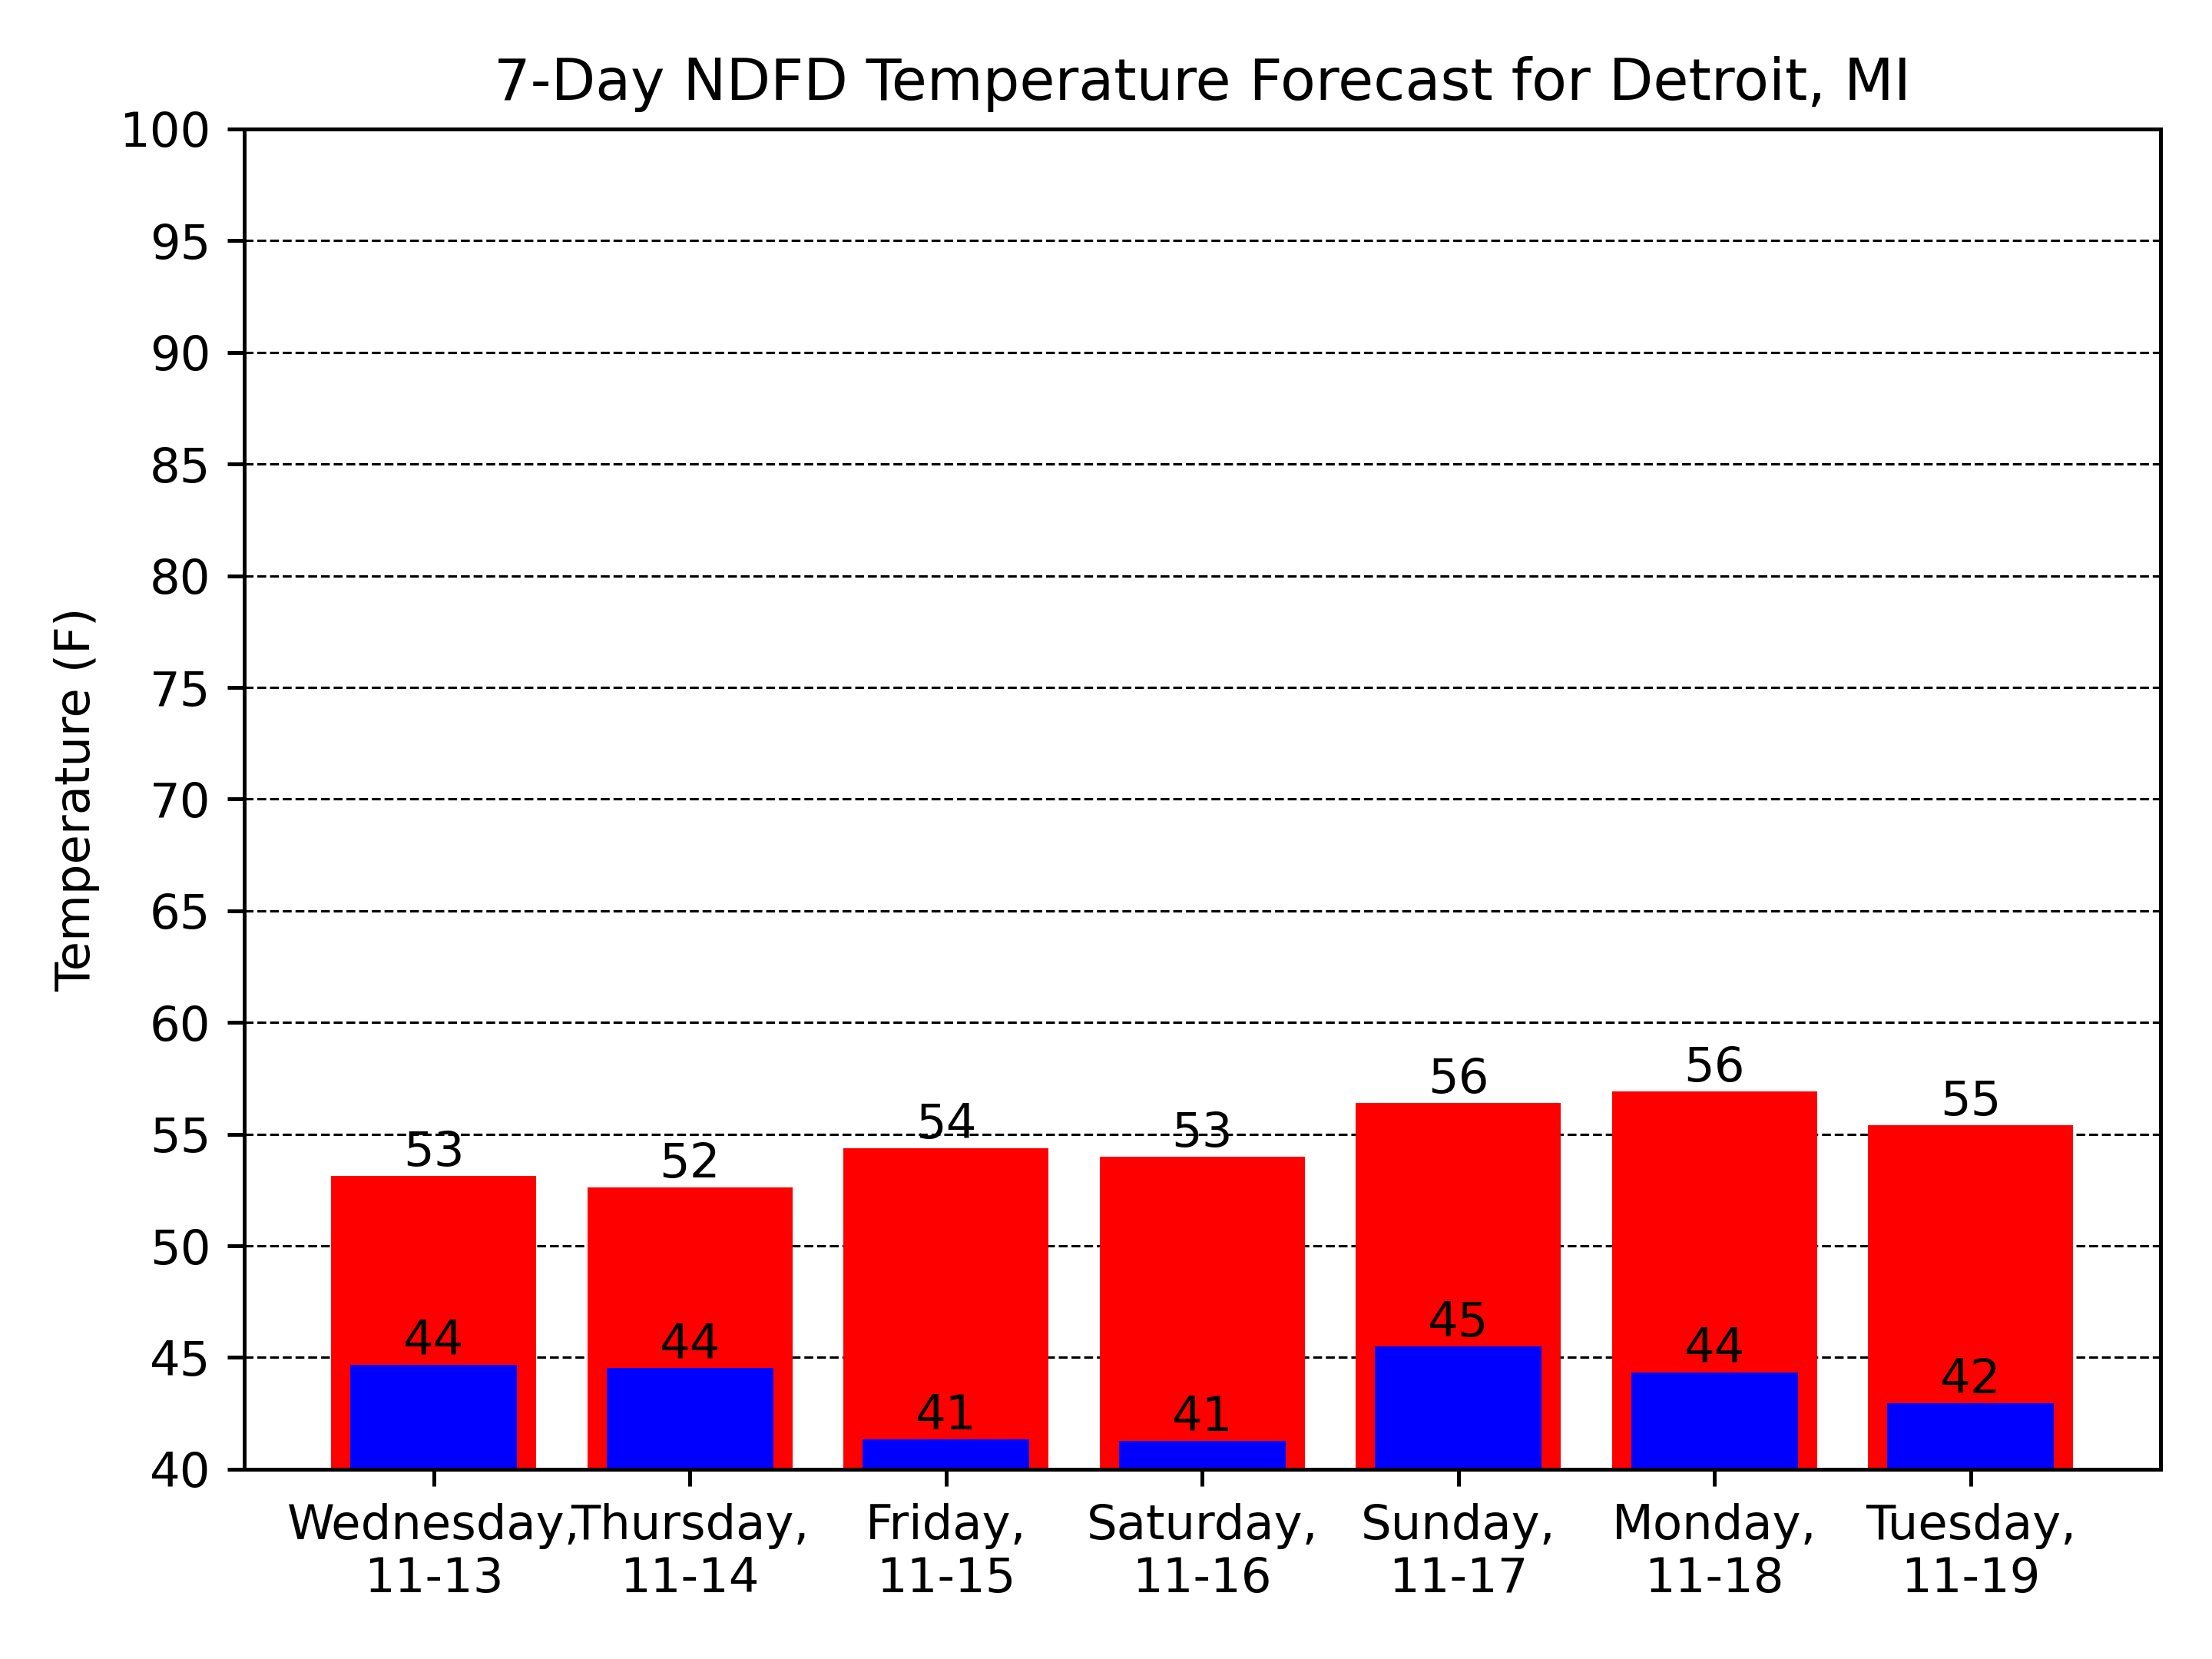 7-Day NDFD Temperature Forecast for Detroit, MI
100
95
90
85
80
75
70
65
60
55
50
45
40
Temperature (F)
53 52 54 53 56 56 55
44 44 41 41 45 44 42
Wednesday, Thursday, Friday, Saturday, Sunday, Monday, Tuesday,
11-13 11-14 11-15 11-16 11-17 11-18 11-19